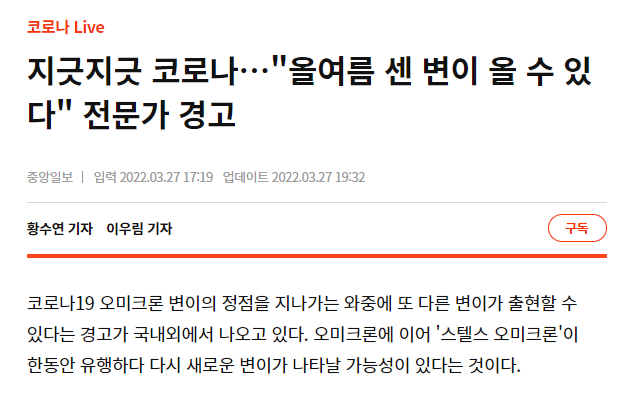 코로나 Live
지긋지긋 코로나…"올여름 센 변이 올 수 있
다" 전문가 경고
중앙일보 | 입력 2022.03.27 17:19 업데이트 2022.03.27 19:32
황수연 기자 이우림 기자
구독
코로나19 오미크론 변이의 정점을 지나가는 와중에 또 다른 변이가 출현할 수
있다는 경고가 국내외에서 나오고 있다. 오미크론에 이어 '스텔스 오미크론'이
한동안 유행하다 다시 새로운 변이가 나타날 가능성이 있다는 것이다.